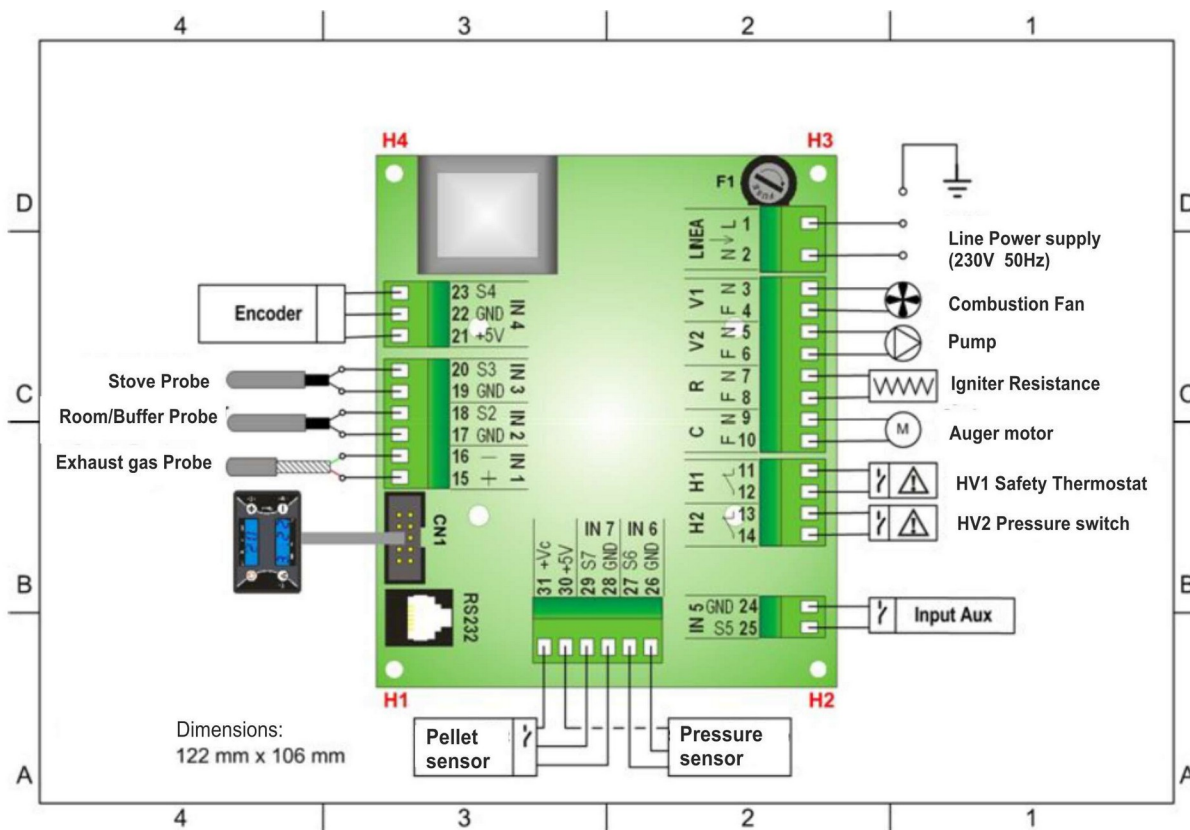 4 3 2 1
H4 H3
D D
F1
LINEA
N L
1
2
Line Power supply
(230V 50Hz)
V1
F N
3
4
Combustion Fan
V2
F N
5
6
Pump
R
F N
7
8
Igniter Resistance
C
F N
9
10
Auger motor
H1
11
12
HV1 Safety Thermostat
H2
13
14
HV2 Pressure switch
IN 5
GND 24
S5 25
Input Aux
Encoder
23 S4
22 GND
21 +5V
IN 4
C C
Stove Probe
20 S3
19 GND
IN 3
Room/Buffer Probe
18 S2
17 GND
IN 2
Exhaust gas Probe
16 −
15 +
IN 1
CN1
RS232
B B
IN 7 IN 6
31 +Vc
30 +5V
29 S7
28 GND
27 S6
26 GND
H1 H2
Pellet
sensor
Pressure
sensor
Dimensions:
122 mm x 106 mm
A A
4 3 2 1